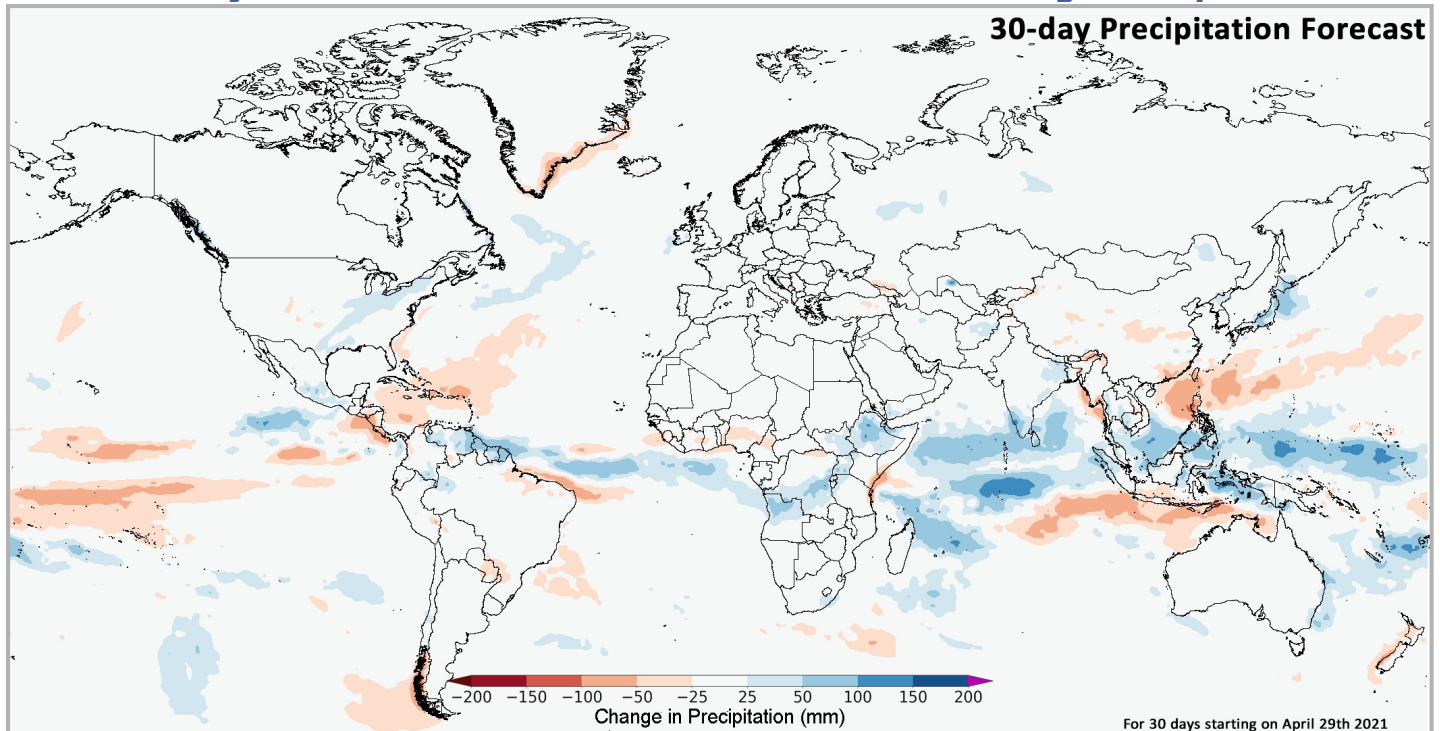 30-day Precipitation Forecast
−200 −150 −100 −50 −25 25 50 100 150 200
Change in Precipitation (mm)
For 30 days starting on April 29th 2021